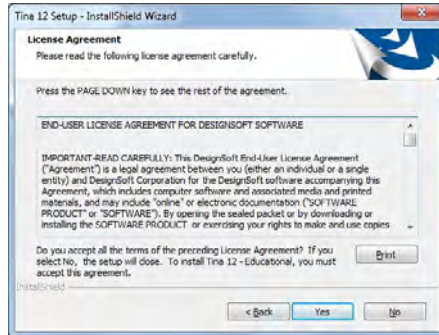 Tina 12 Setup - InstallShield Wizard
License Agreement
Please read the following license agreement carefully.
Press the PAGE DOWN key to see the rest of the agreement.
END-USER LICENSE AGREEMENT FOR DESIGNSOFT SOFTWARE
IMPORTANT-READ CAREFULLY: This DesignSoft End-User License Agreement
("Agreement") is a legal agreement between you (either an individual or a single
entity) and DesignSoft Corporation for the DesignSoft software accompanying this
Agreement, which includes computer software and associated media and printed
materials, and may include "online" or electronic documentation ("SOFTWARE
PRODUCT" or "SOFTWARE"). By opening the sealed packet or by downloading or
installing the SOFTWARE PRODUCT or exercising your rights to make and use copies
Do you accept all the terms of the preceding License Agreement? If you
select No, the setup will close. To install Tina 12 - Educational, you must
accept this agreement.
Print
InstallShield
< Back Yes No